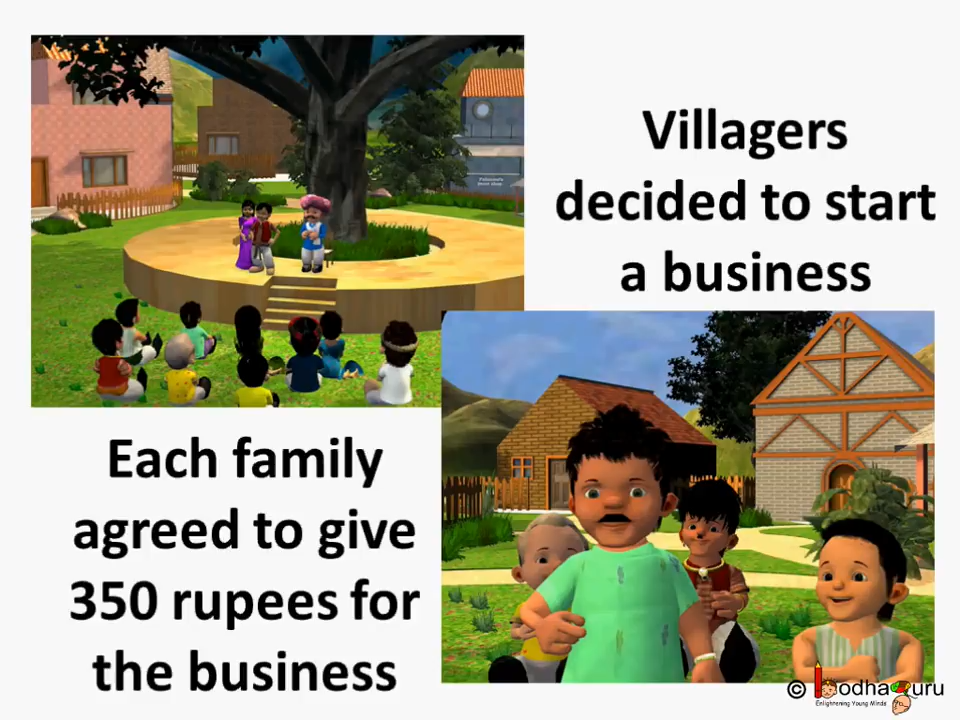 Villagers
decided to start
a business
Each family
agreed to give
350 rupees for
the business
© BodhaGuru
Enlightening Young Minds